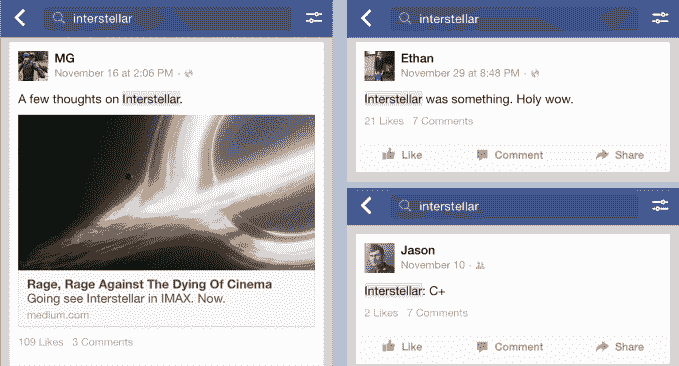 interstellar
MG
November 16 at 2:06 PM ·
A few thoughts on Interstellar.
Rage, Rage Against The Dying Of Cinema
Going see Interstellar in IMAX. Now.
medium.com
109 Likes 3 Comments
interstellar
Ethan
November 29 at 8:48 PM ·
Interstellar was something. Holy wow.
21 Likes 7 Comments
Like Comment Share
interstellar
Jason
November 10 ·
Interstellar: C+
2 Likes 7 Comments
Like Comment Share